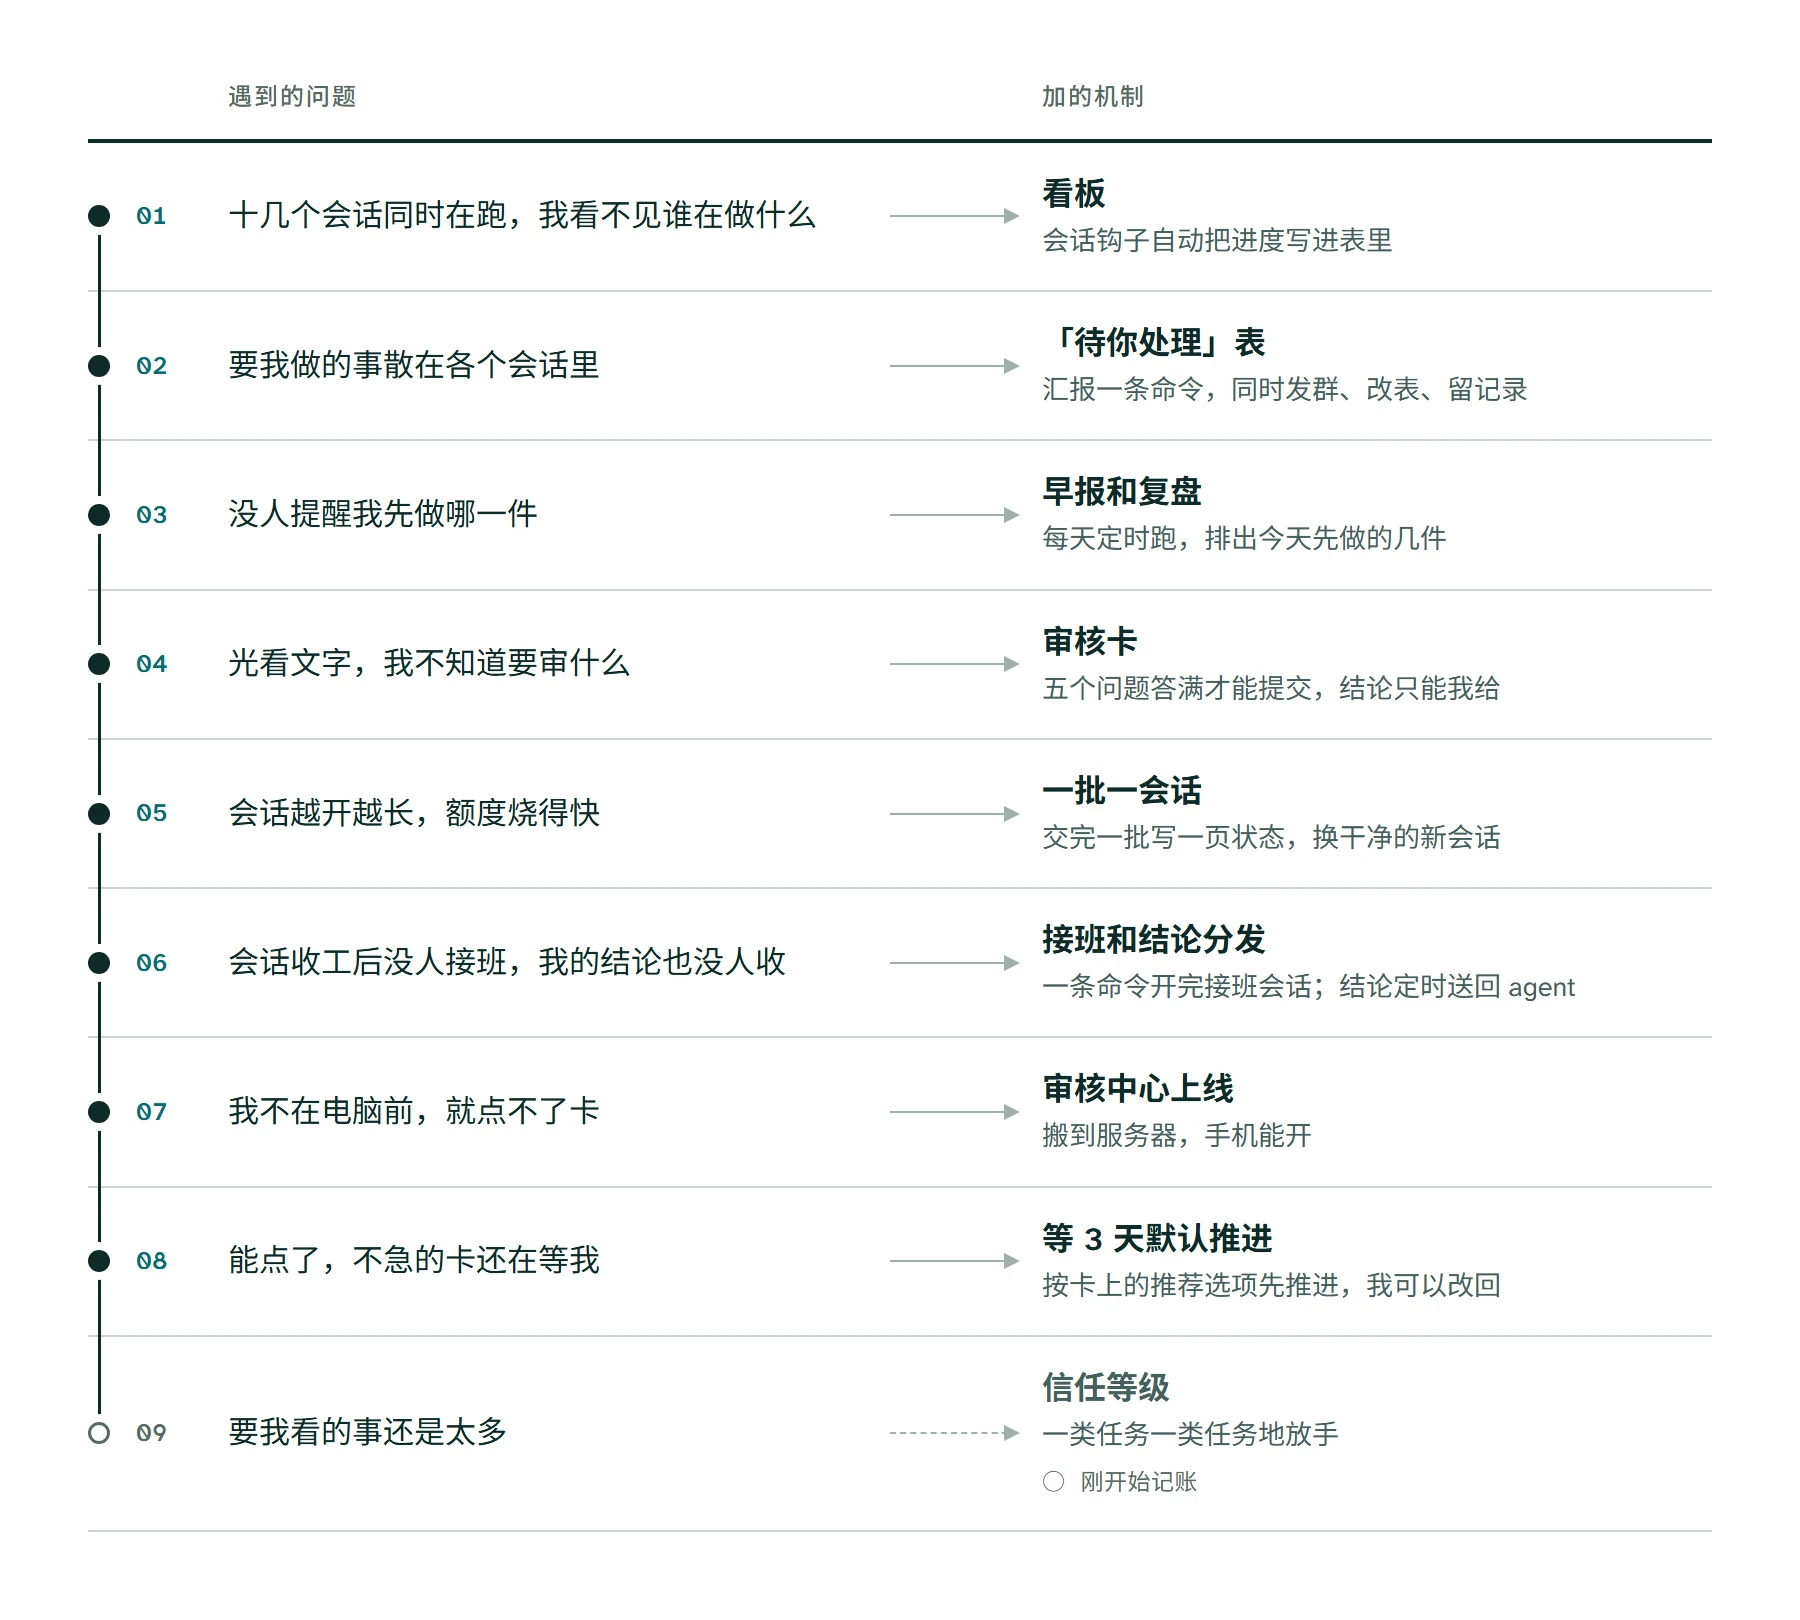 遇到的问题
加的机制
01
十几个会话同时在跑，我看不见谁在做什么
看板
会话钩子自动把进度写进表里
02
要我做的事散在各个会话里
「待你处理」表
汇报一条命令，同时发群、改表、留记录
03
没人提醒我先做哪一件
早报和复盘
每天定时跑，排出今天先做的几件
04
光看文字，我不知道要审什么
审核卡
五个问题答满才能提交，结论只能我给
05
会话越开越长，额度烧得快
一批一会话
交完一批写一页状态，换干净的新会话
06
会话收工后没人接班，我的结论也没人收
接班和结论分发
一条命令开完接班会话；结论定时送回 agent
07
我不在电脑前，就点不了卡
审核中心上线
搬到服务器，手机能开
08
能点了，不急的卡还在等我
等 3 天默认推进
按卡上的推荐选项先推进，我可以改回
09
要我看的事还是太多
信任等级
一类任务一类任务地放手
刚开始记账